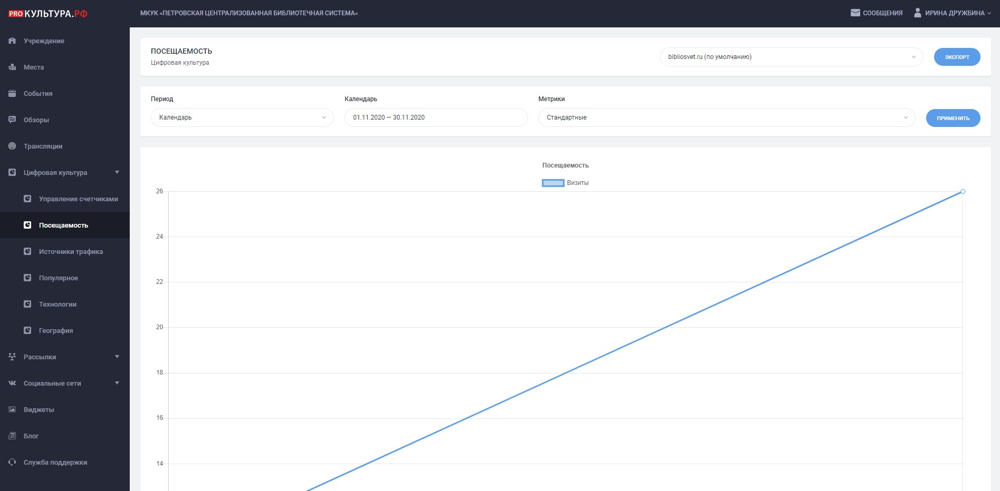 PRO КУЛЬТУРА.РФ
МКУК «ПЕТРОВСКАЯ ЦЕНТРАЛИЗОВАННАЯ БИБЛИОТЕЧНАЯ СИСТЕМА»
СООБЩЕНИЯ
ИРИНА ДРУЖБИНА
Учреждение
Места
События
Обзоры
Трансляции
Цифровая культура
Управление счетчиками
Посещаемость
Источники трафика
Популярное
Технологии
География
Рассылки
Социальные сети
Виджеты
Блог
Служба поддержки
ПОСЕЩАЕМОСТЬ
Цифровая культура
bibliosvet.ru (по умолчанию)
ЭКСПОРТ
Период
Календарь
Метрики
Календарь
01.11.2020 — 30.11.2020
Стандартные
ПРИМЕНИТЬ
Посещаемость
Визиты
26
24
22
20
18
16
14